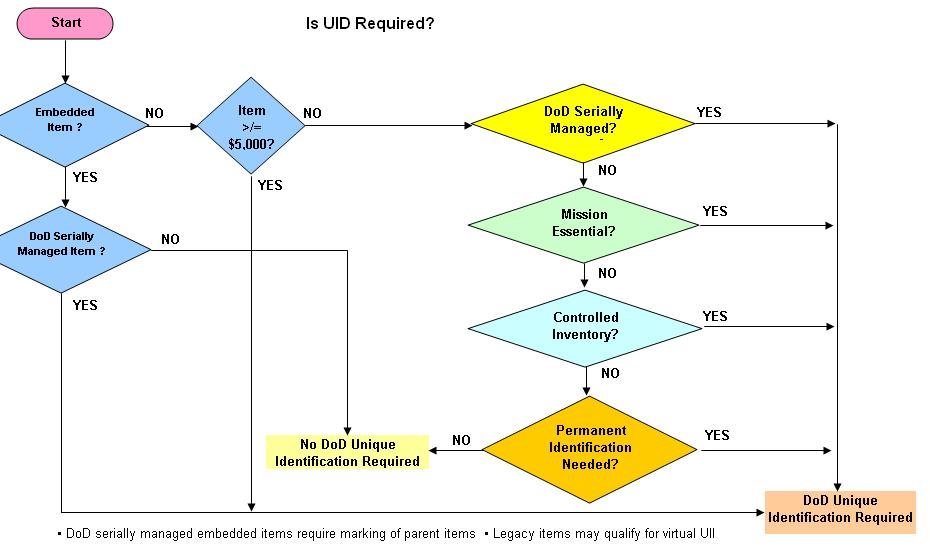 Start
Is UID Required?
Embedded
Item ?
NO
Item
>/=
$5,000?
NO
DoD Serially
Managed?
YES
YES
YES
NO
DoD Serially
Managed Item ?
NO
Mission
Essential?
YES
YES
NO
Controlled
Inventory?
YES
NO
Permanent
Identification
Needed?
YES
NO
No DoD Unique
Identification Required
DoD Unique
Identification Required
• DoD serially managed embedded items require marking of parent items • Legacy items may qualify for virtual UII